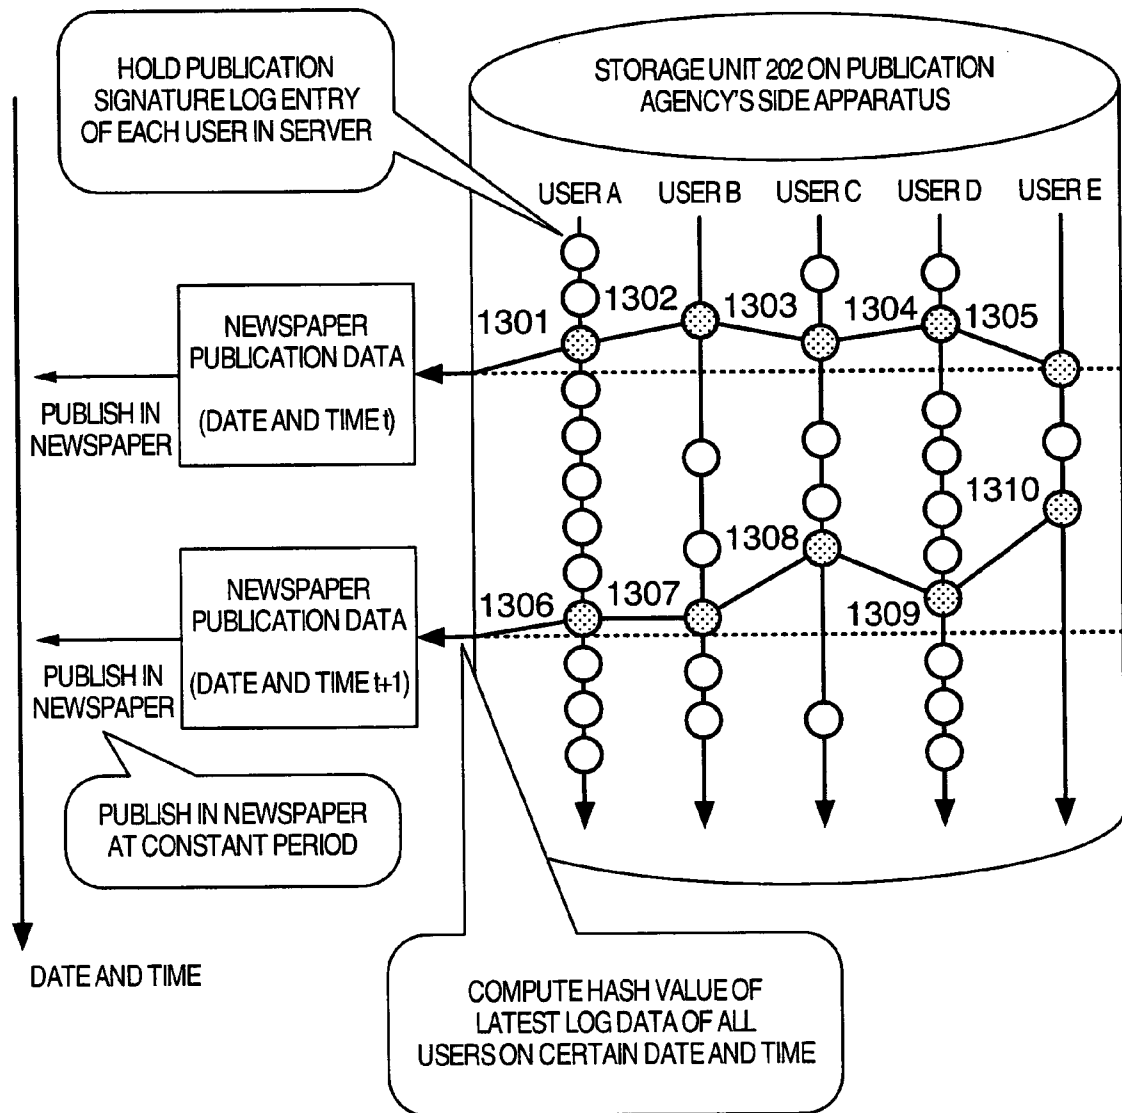 HOLD PUBLICATION
SIGNATURE LOG ENTRY
OF EACH USER IN SERVER
STORAGE UNIT 202 ON PUBLICATION
AGENCY'S SIDE APPARATUS
USER A
USER B
USER C
USER D
USER E
1301
1302
1303
1304
1305
NEWSPAPER
PUBLICATION DATA
(DATE AND TIME t)
PUBLISH IN
NEWSPAPER
1306
1307
1308
1309
1310
NEWSPAPER
PUBLICATION DATA
(DATE AND TIME t+1)
PUBLISH IN
NEWSPAPER
PUBLISH IN NEWSPAPER
AT CONSTANT PERIOD
DATE AND TIME
COMPUTE HASH VALUE OF
LATEST LOG DATA OF ALL
USERS ON CERTAIN DATE AND TIME